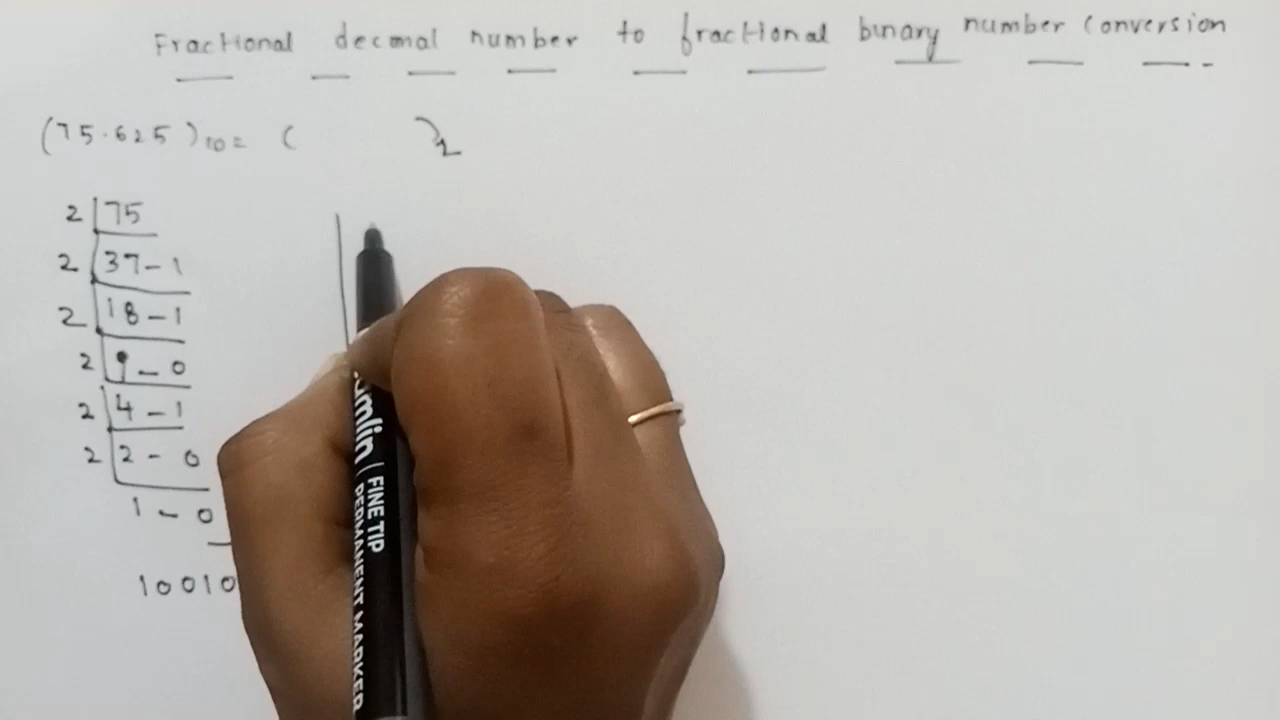 Fractional decimal number to fractional binary number conversion
(75.625)10 = ( )2
2 75
2 37 - 1
2 18 - 1
2 9 - 0
2 4 - 1
2 2 - 0
1 - 0
10010
FINE TIP
PERMANENT MARKER